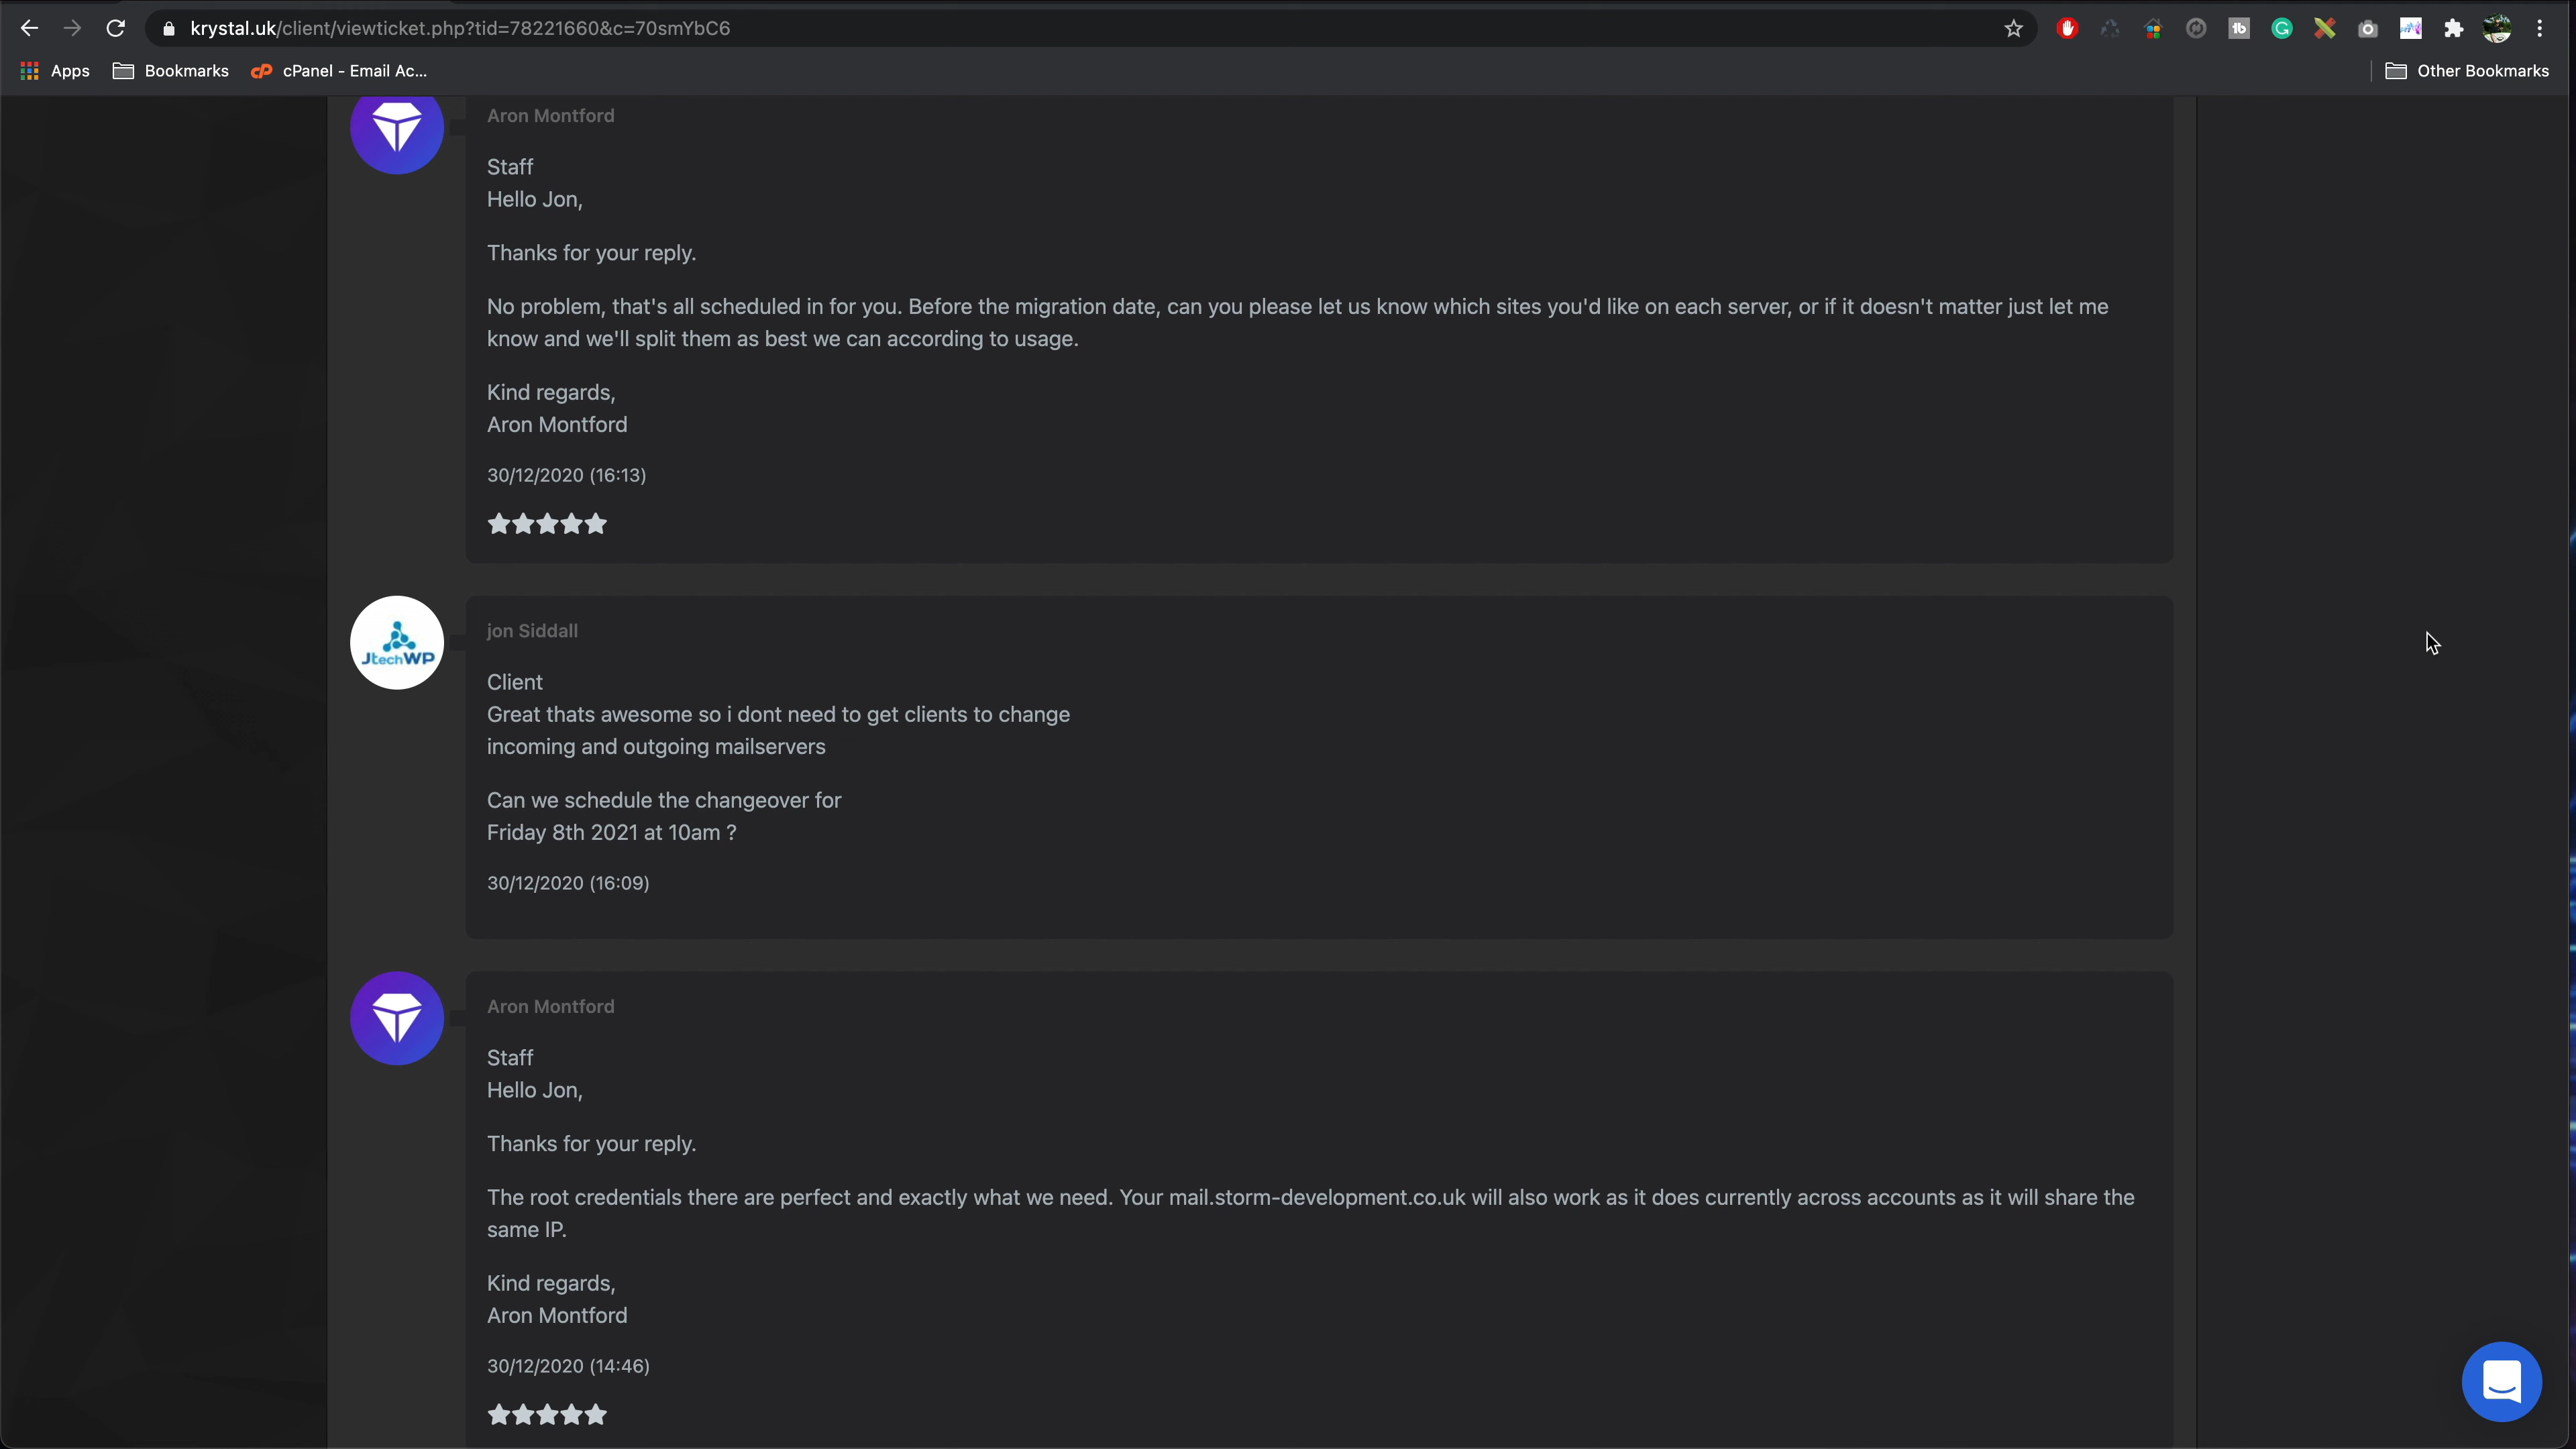 krystal.uk/client/viewticket.php?tid=78221660&c=70smYbC6
Apps
Bookmarks
cPanel - Email Ac...
Other Bookmarks
Aron Montford
Staff
Hello Jon,
Thanks for your reply.
No problem, that's all scheduled in for you. Before the migration date, can you please let us know which sites you'd like on each server, or if it doesn't matter just let me
know and we'll split them as best we can according to usage.
Kind regards,
Aron Montford
30/12/2020 (16:13)
JtechWP
jon Siddall
Client
Great thats awesome so i dont need to get clients to change
incoming and outgoing mailservers
Can we schedule the changeover for
Friday 8th 2021 at 10am ?
30/12/2020 (16:09)
Aron Montford
Staff
Hello Jon,
Thanks for your reply.
The root credentials there are perfect and exactly what we need. Your mail.storm-development.co.uk will also work as it does currently across accounts as it will share the
same IP.
Kind regards,
Aron Montford
30/12/2020 (14:46)